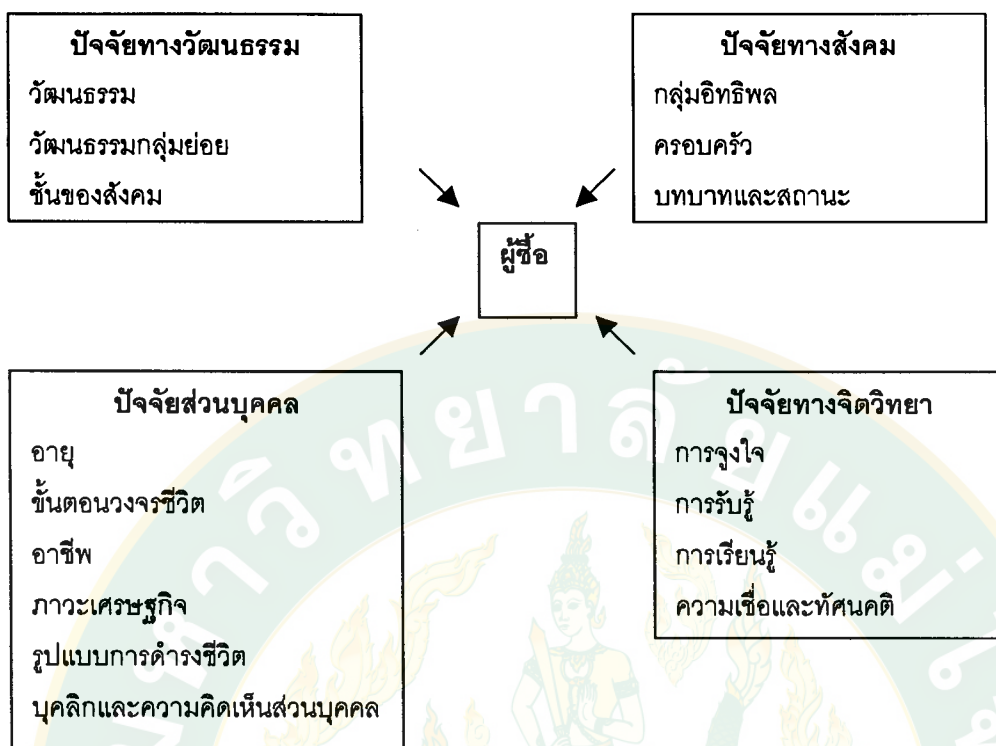 ปัจจัยทางวัฒนธรรม
วัฒนธรรม
วัฒนธรรมกลุ่มย่อย
ชั้นของสังคม
ปัจจัยทางสังคม
กลุ่มอิทธิพล
ครอบครัว
บทบาทและสถานะ
ผู้ซื้อ
ปัจจัยส่วนบุคคล
อายุ
ขั้นตอนวงจรชีวิต
อาชีพ
ภาวะเศรษฐกิจ
รูปแบบการดำรงชีวิต
บุคลิกและความคิดเห็นส่วนบุคคล
ปัจจัยทางจิตวิทยา
การจูงใจ
การรับรู้
การเรียนรู้
ความเชื่อและทัศนคติ